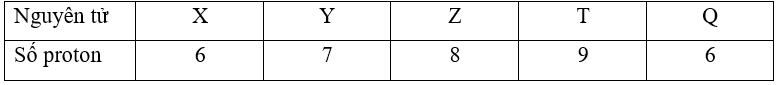 Nguyên tử X Y Z T Q
Số proton 6 7 8 9 6